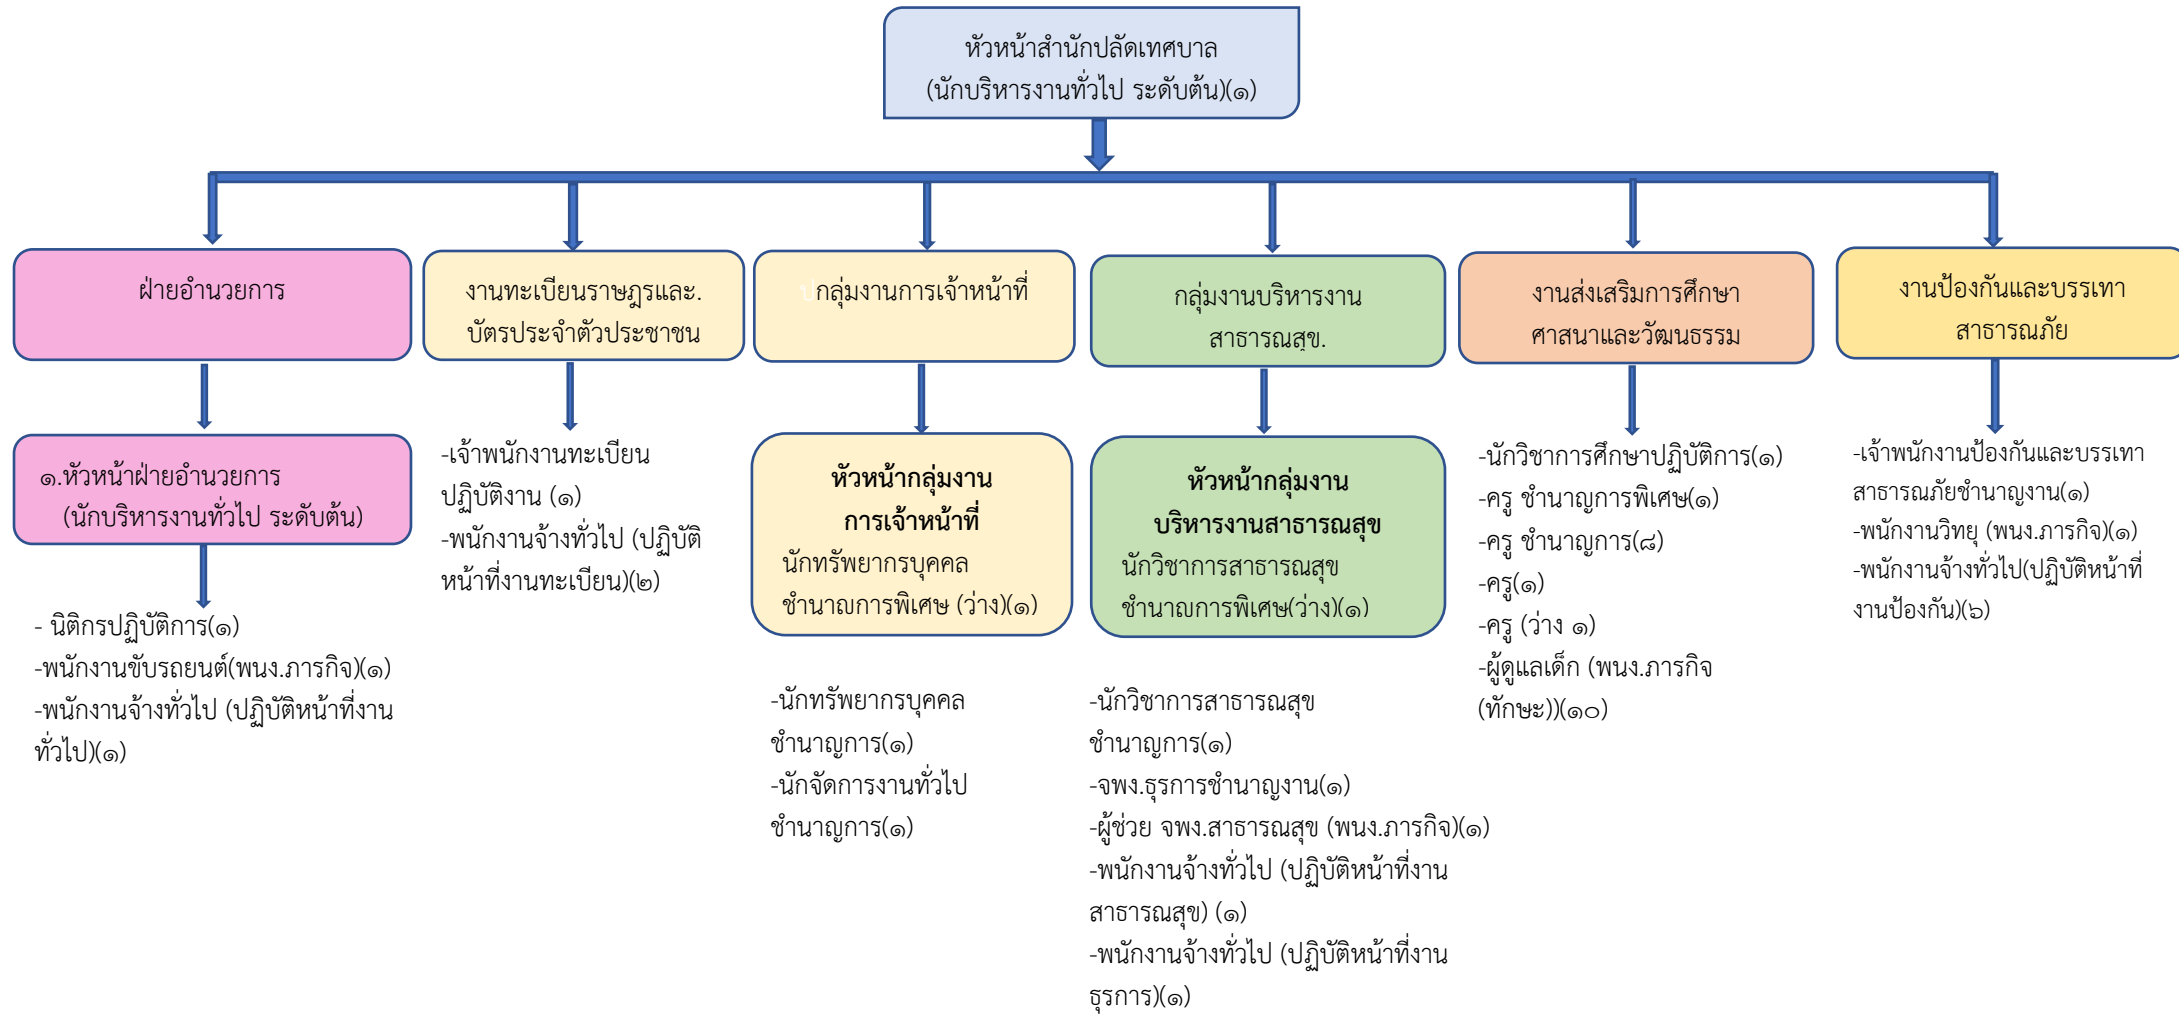 หัวหน้าสำนักปลัดเทศบาล
(นักบริหารงานทั่วไป ระดับต้น)(๑)
ฝ่ายอำนวยการ
๑.หัวหน้าฝ่ายอำนวยการ
(นักบริหารงานทั่วไป ระดับต้น)
- นิติกรปฏิบัติการ(๑)
-พนักงานขับรถยนต์(พนง.ภารกิจ)(๑)
-พนักงานจ้างทั่วไป (ปฏิบัติหน้าที่งาน
ทั่วไป)(๑)
งานทะเบียนราษฎรและ.
บัตรประจำตัวประชาชน
-เจ้าพนักงานทะเบียน
ปฏิบัติงาน (๑)
-พนักงานจ้างทั่วไป (ปฏิบัติ
หน้าที่งานทะเบียน)(๒)
บกลุ่มงานการเจ้าหน้าที่
หัวหน้ากลุ่มงาน
การเจ้าหน้าที่
นักทรัพยากรบุคคล
ชำนาญการพิเศษ (ว่าง)(๑)
-นักทรัพยากรบุคคล
ชำนาญการ(๑)
-นักจัดการงานทั่วไป
ชำนาญการ(๑)
กลุ่มงานบริหารงาน
สาธารณสุข.
หัวหน้ากลุ่มงาน
บริหารงานสาธารณสุข
นักวิชาการสาธารณสุข
ชำนาญการพิเศษ(ว่าง)(๑)
-นักวิชาการสาธารณสุข
ชำนาญการ(๑)
-จพง.ธุรการชำนาญงาน(๑)
-ผู้ช่วย จพง.สาธารณสุข (พนง.ภารกิจ)(๑)
-พนักงานจ้างทั่วไป (ปฏิบัติหน้าที่งาน
สาธารณสุข) (๑)
-พนักงานจ้างทั่วไป (ปฏิบัติหน้าที่งาน
ธุรการ)(๑)
งานส่งเสริมการศึกษา
ศาสนาและวัฒนธรรม
-นักวิชาการศึกษาปฏิบัติการ(๑)
-ครู ชำนาญการพิเศษ(๑)
-ครู ชำนาญการ(๘)
-ครู(๑)
-ครู (ว่าง ๑)
-ผู้ดูแลเด็ก (พนง.ภารกิจ
(ทักษะ))(๑๐)
งานป้องกันและบรรเทา
สาธารณภัย
-เจ้าพนักงานป้องกันและบรรเทา
สาธารณภัยชำนาญงาน(๑)
-พนักงานวิทยุ (พนง.ภารกิจ)(๑)
-พนักงานจ้างทั่วไป(ปฏิบัติหน้าที่
งานป้องกัน)(๖)